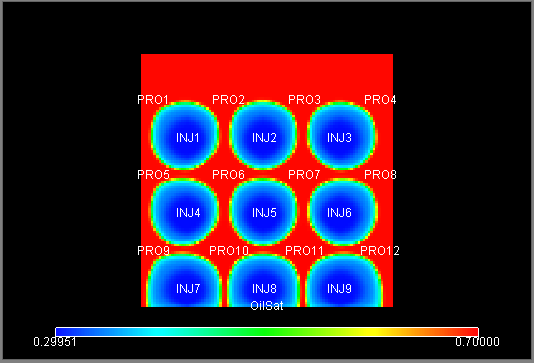 PRO1 PRO2 PRO3 PRO4
INJ1 INJ2 INJ3
PRO5 PRO6 PRO7 PRO8
INJ4 INJ5 INJ6
PRO9 PRO10 PRO11 PRO12
INJ7 INJ8 INJ9
OilSat
0.29951 0.70000